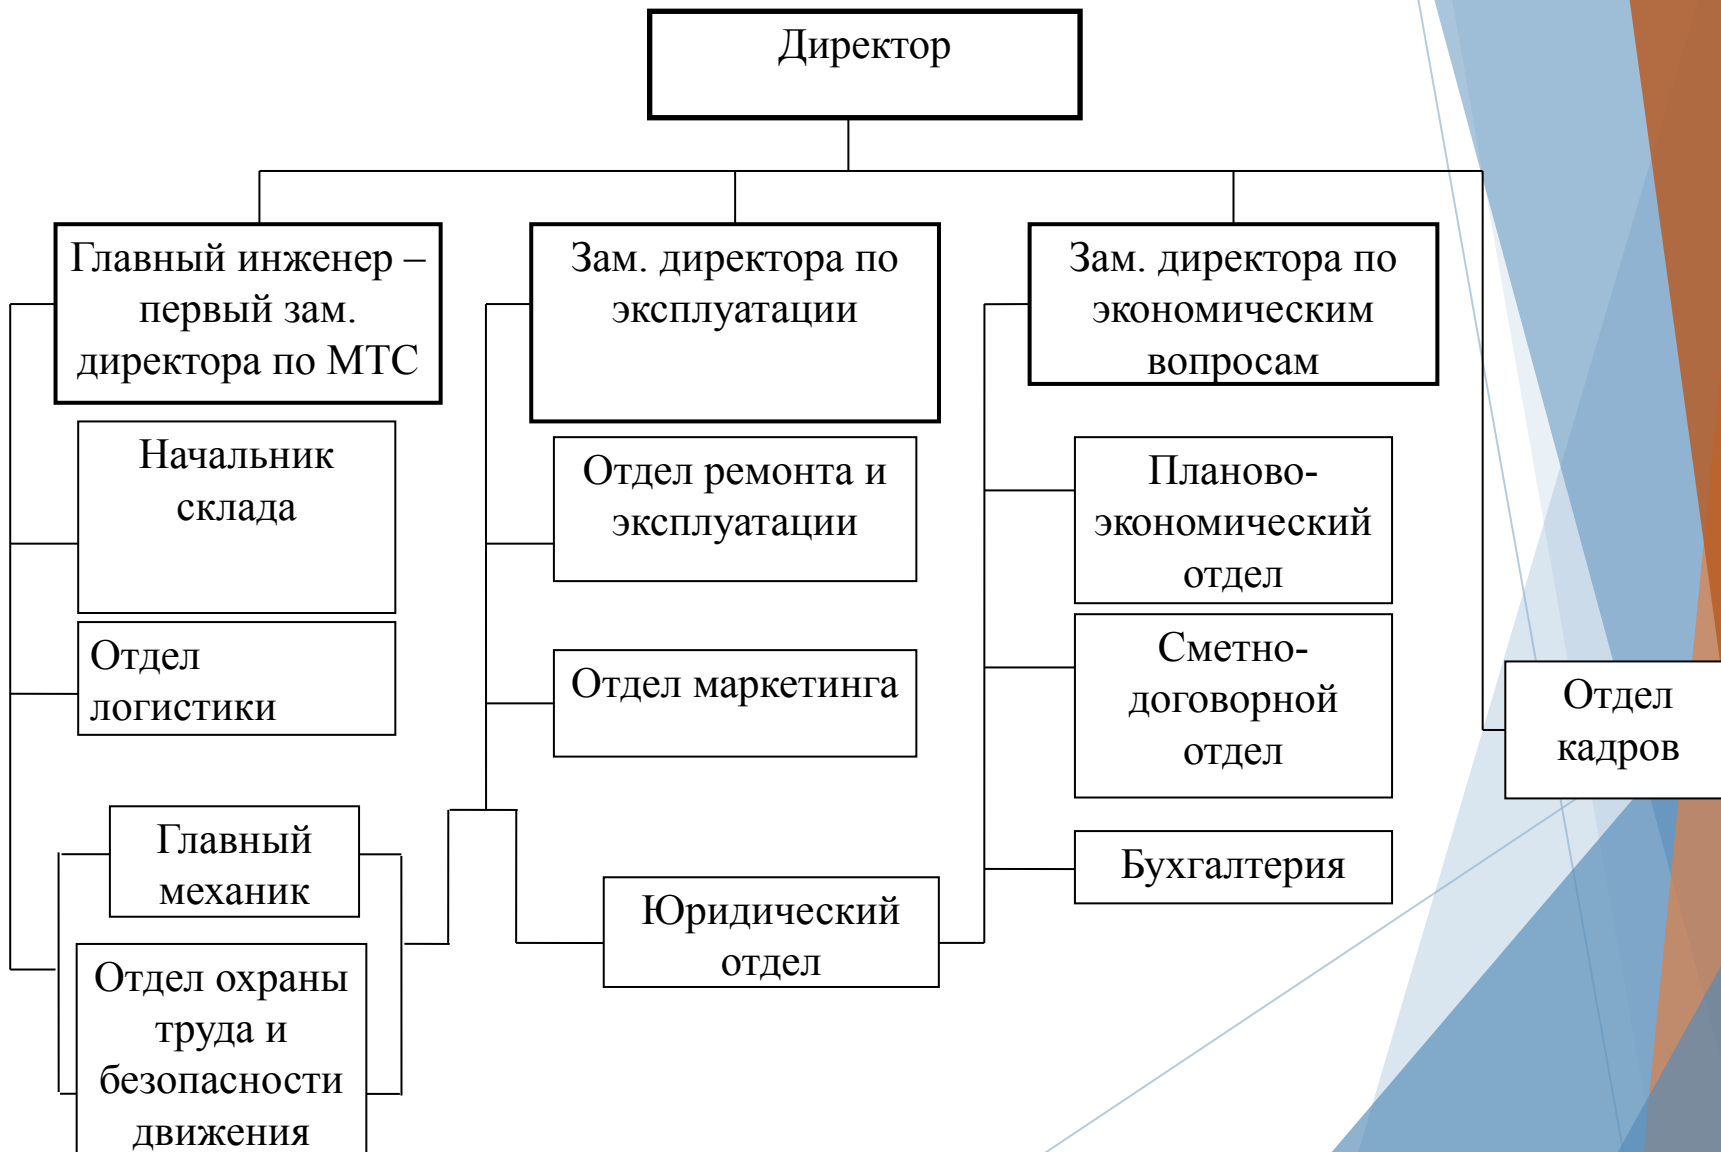 Директор
Главный инженер –
первый зам.
директора по МТС
Зам. директора по
эксплуатации
Зам. директора по
экономическим
вопросам
Начальник
склада
Отдел ремонта и
эксплуатации
Планово-
экономический
отдел
Отдел
логистики
Отдел маркетинга
Сметно-
договорной
отдел
Отдел
кадров
Главный
механик
Юридический
отдел
Бухгалтерия
Отдел охраны
труда и
безопасности
движения